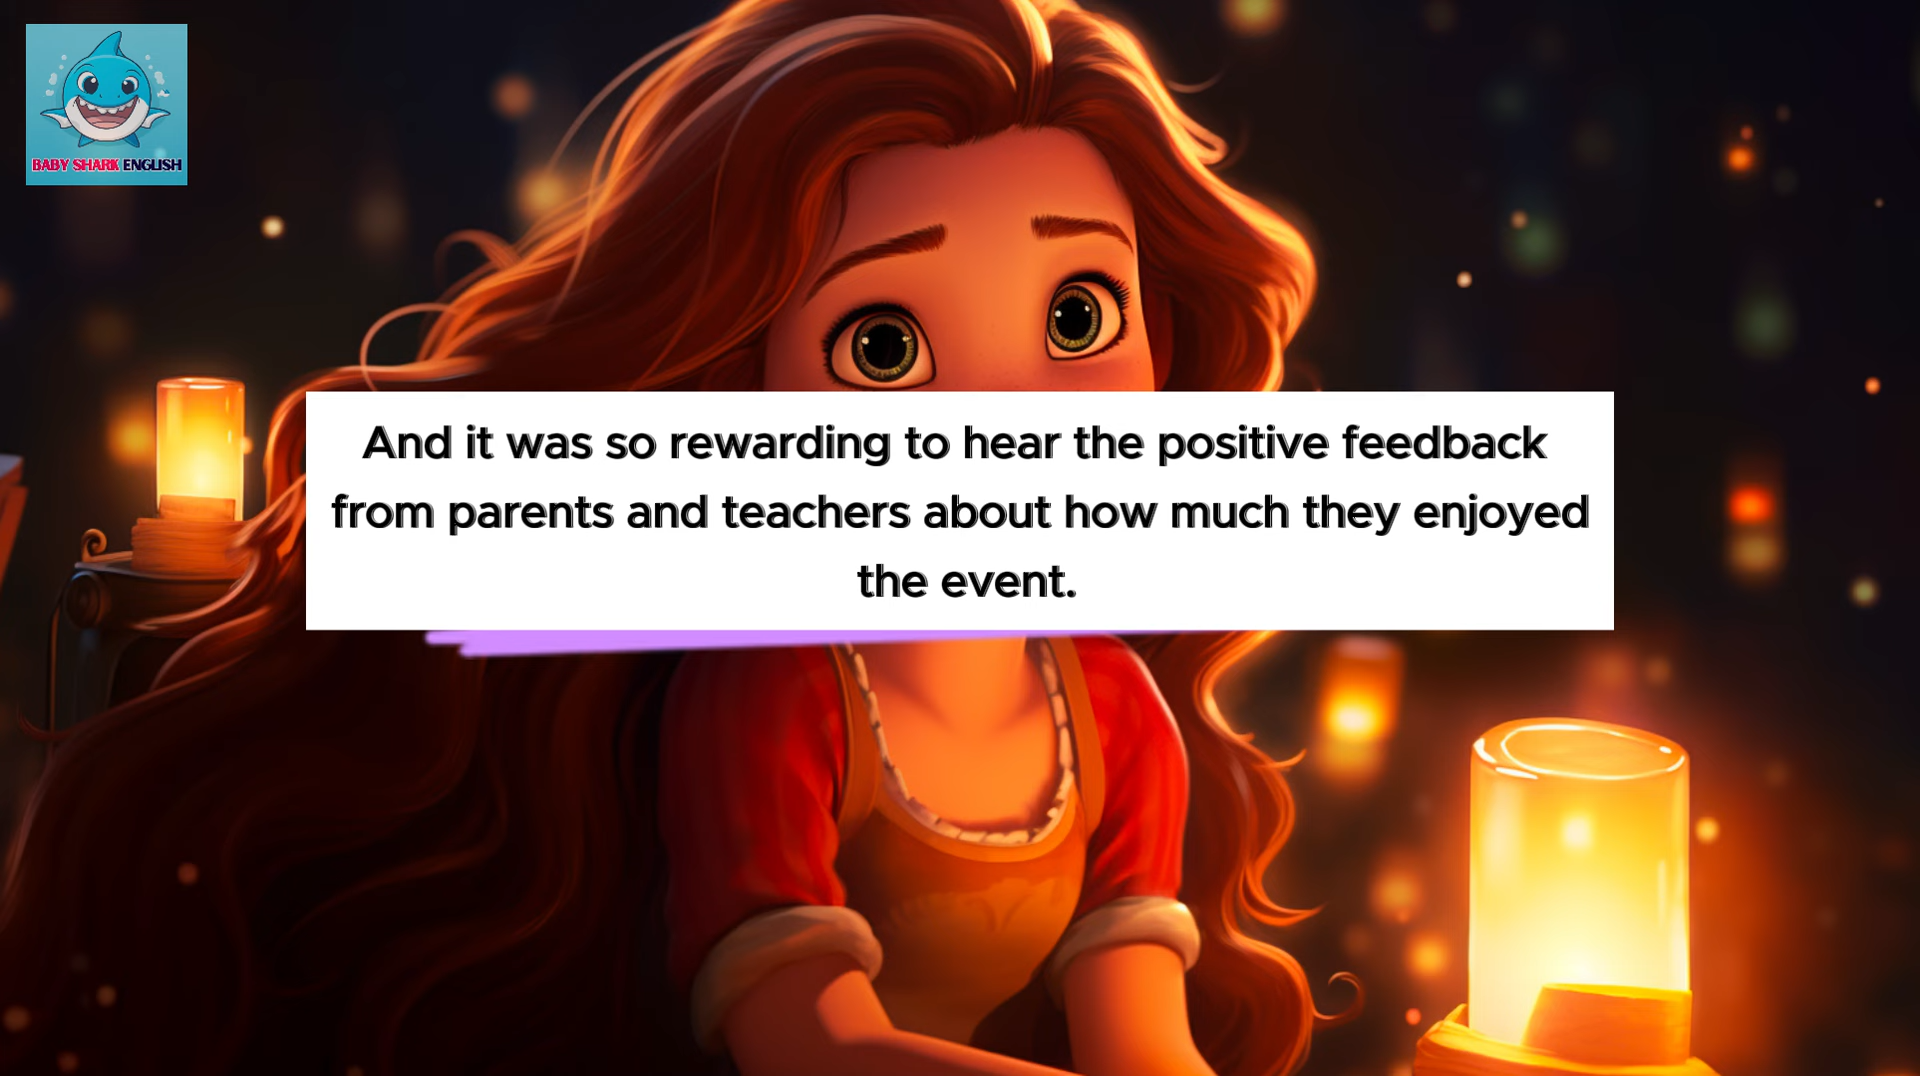 BABY SHARK ENGLISH
And it was so rewarding to hear the positive feedback
from parents and teachers about how much they enjoyed
the event.